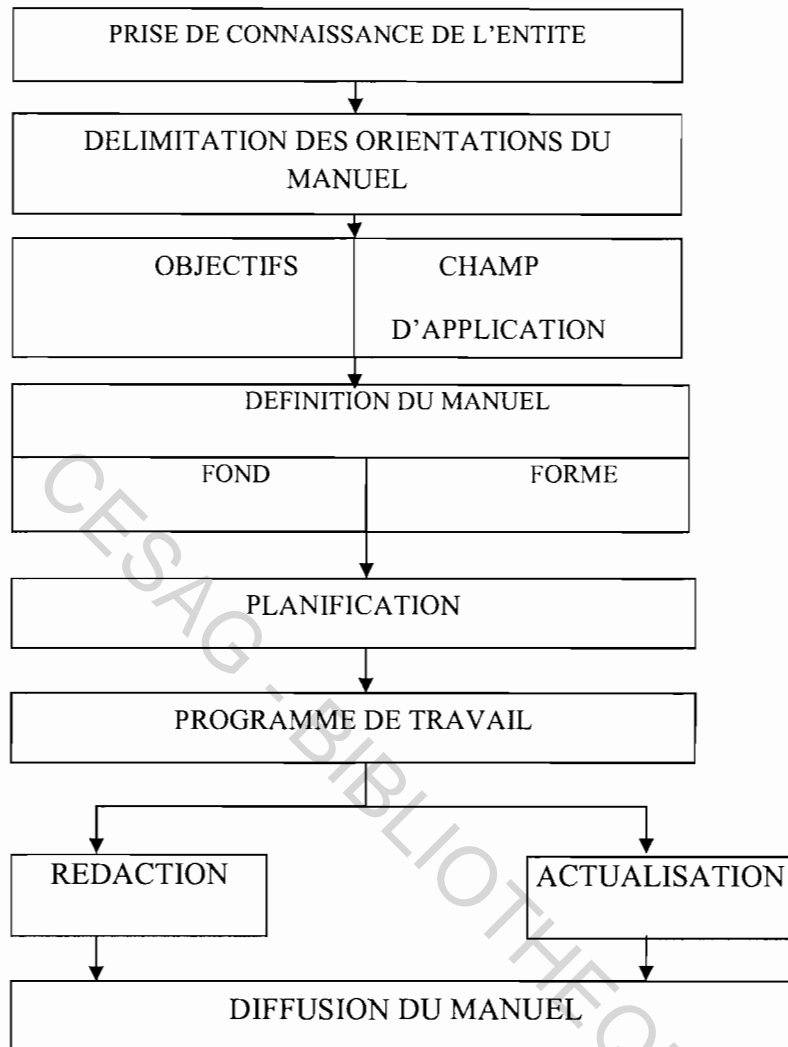 PRISE DE CONNAISSANCE DE L'ENTITE
DELIMITATION DES ORIENTATIONS DU
MANUEL
OBJECTIFS
CHAMP
D'APPLICATION
DEFINITION DU MANUEL
FOND
FORME
PLANIFICATION
PROGRAMME DE TRAVAIL
REDACTION
ACTUALISATION
DIFFUSION DU MANUEL
CESAG - BIBLIOTHEQU